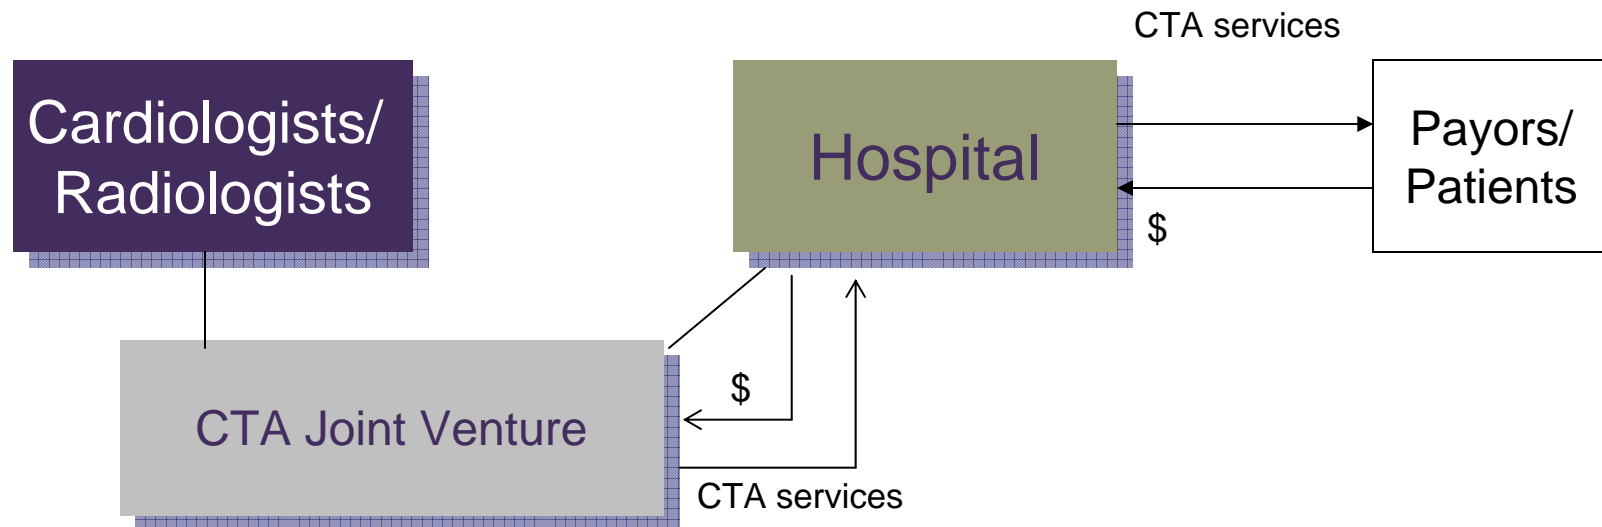 CTA services
Cardiologists/
Radiologists
Hospital
Payors/
Patients
$
$
CTA Joint Venture
CTA services